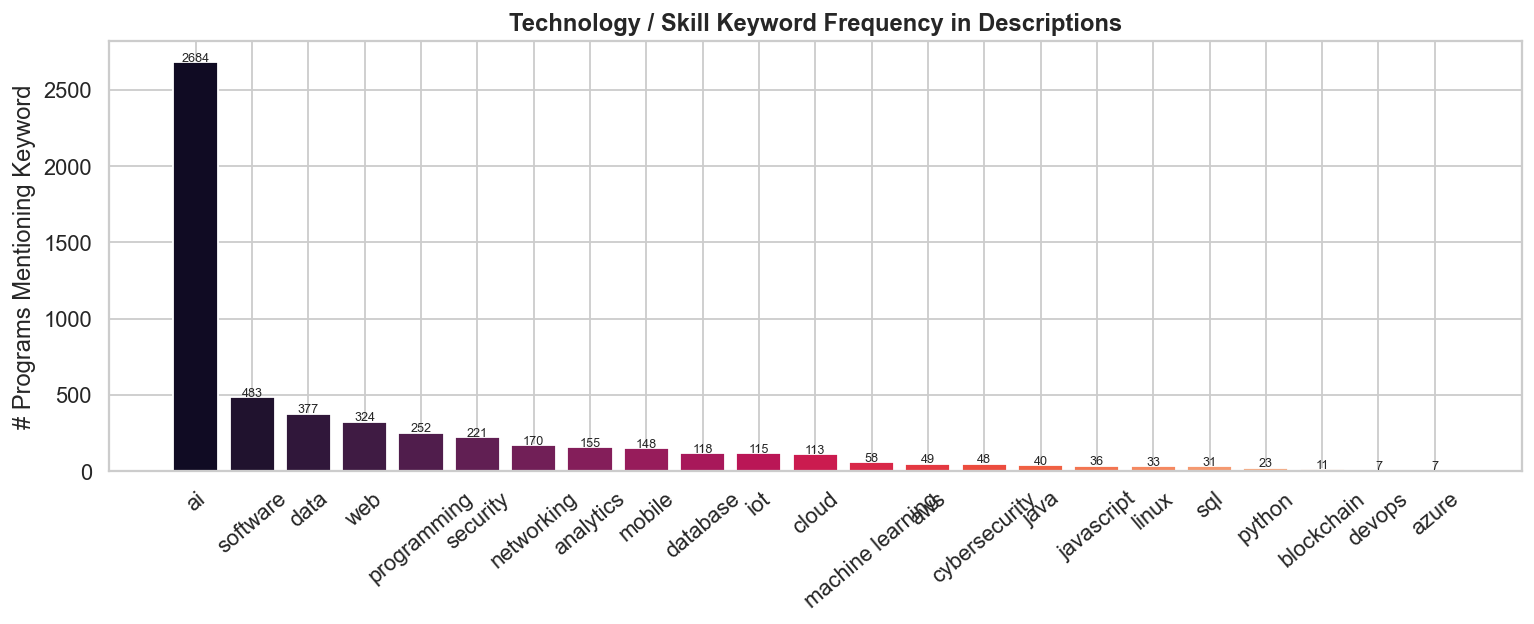 Technology / Skill Keyword Frequency in Descriptions
# Programs Mentioning Keyword
2500
2000
1500
1000
500
0
2684
483
377
324
252
221
170
155
148
118
115
113
58
49
48
40
36
33
31
23
11
7
7
ai
software
data
web
programming
security
networking
analytics
mobile
database
iot
cloud
machine learning
aws
cybersecurity
java
javascript
linux
sql
python
blockchain
devops
azure